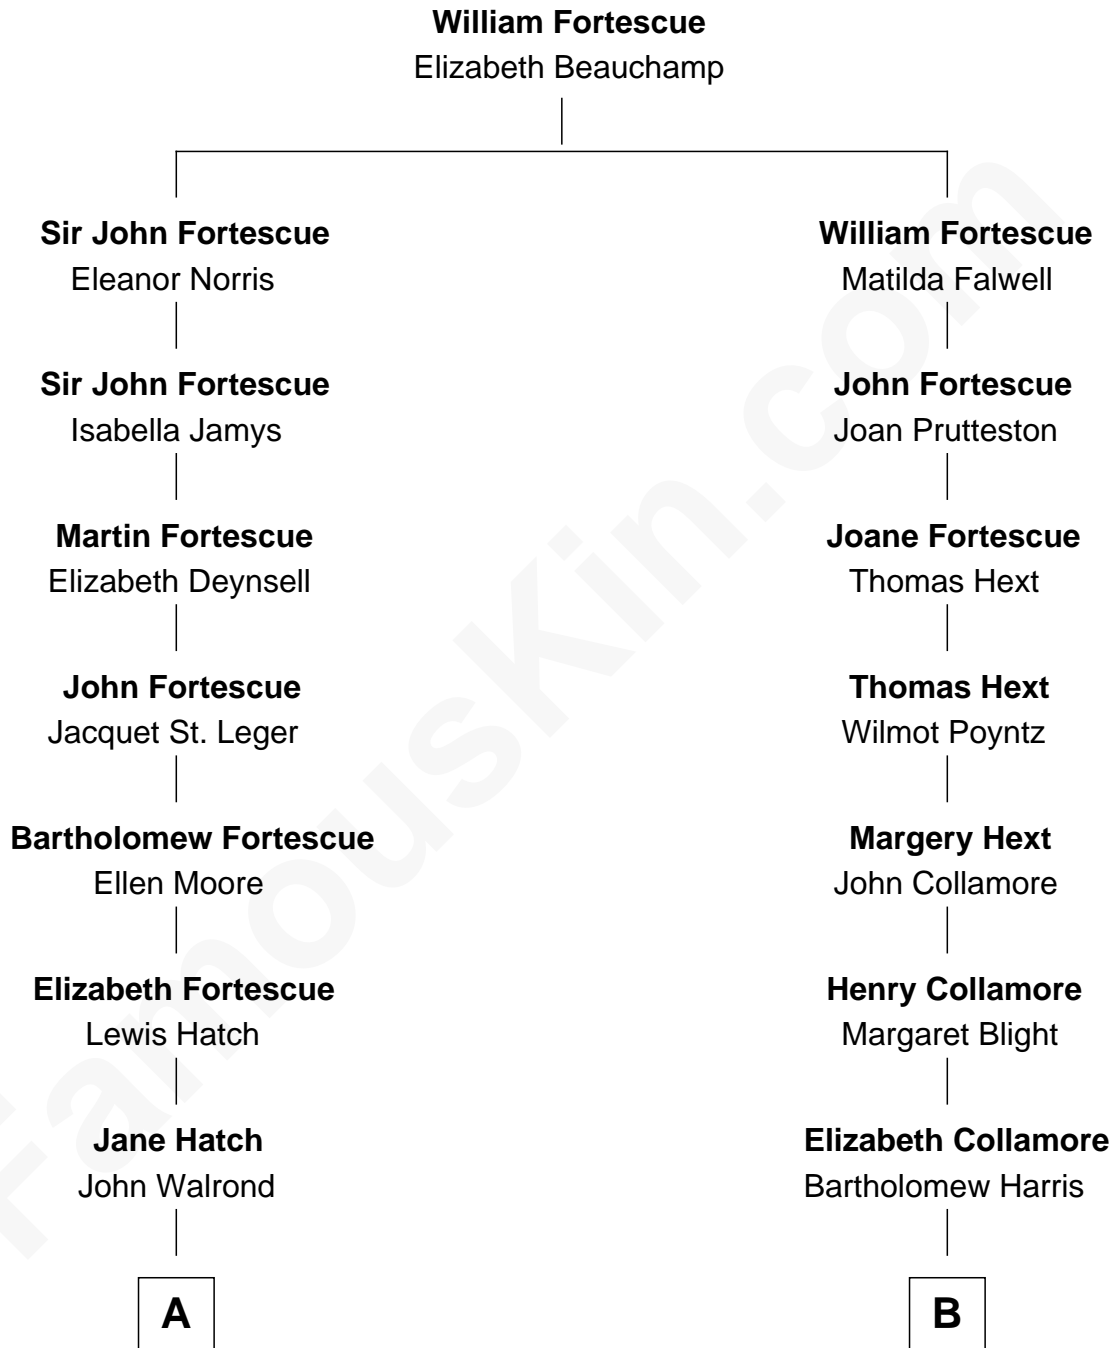 William Fortescue
Elizabeth Beauchamp
Sir John Fortescue
Eleanor Norris
William Fortescue
Matilda Falwell
Sir John Fortescue
Isabella Jamys
John Fortescue
Joan Prutteston
Martin Fortescue
Elizabeth Deynsell
Joane Fortescue
Thomas Hext
John Fortescue
Jacquet St. Leger
Thomas Hext
Wilmot Poyntz
Bartholomew Fortescue
Ellen Moore
Margery Hext
John Collamore
Elizabeth Fortescue
Lewis Hatch
Henry Collamore
Margaret Blight
Jane Hatch
John Walrond
Elizabeth Collamore
Bartholomew Harris
A
B
FamousKin.com